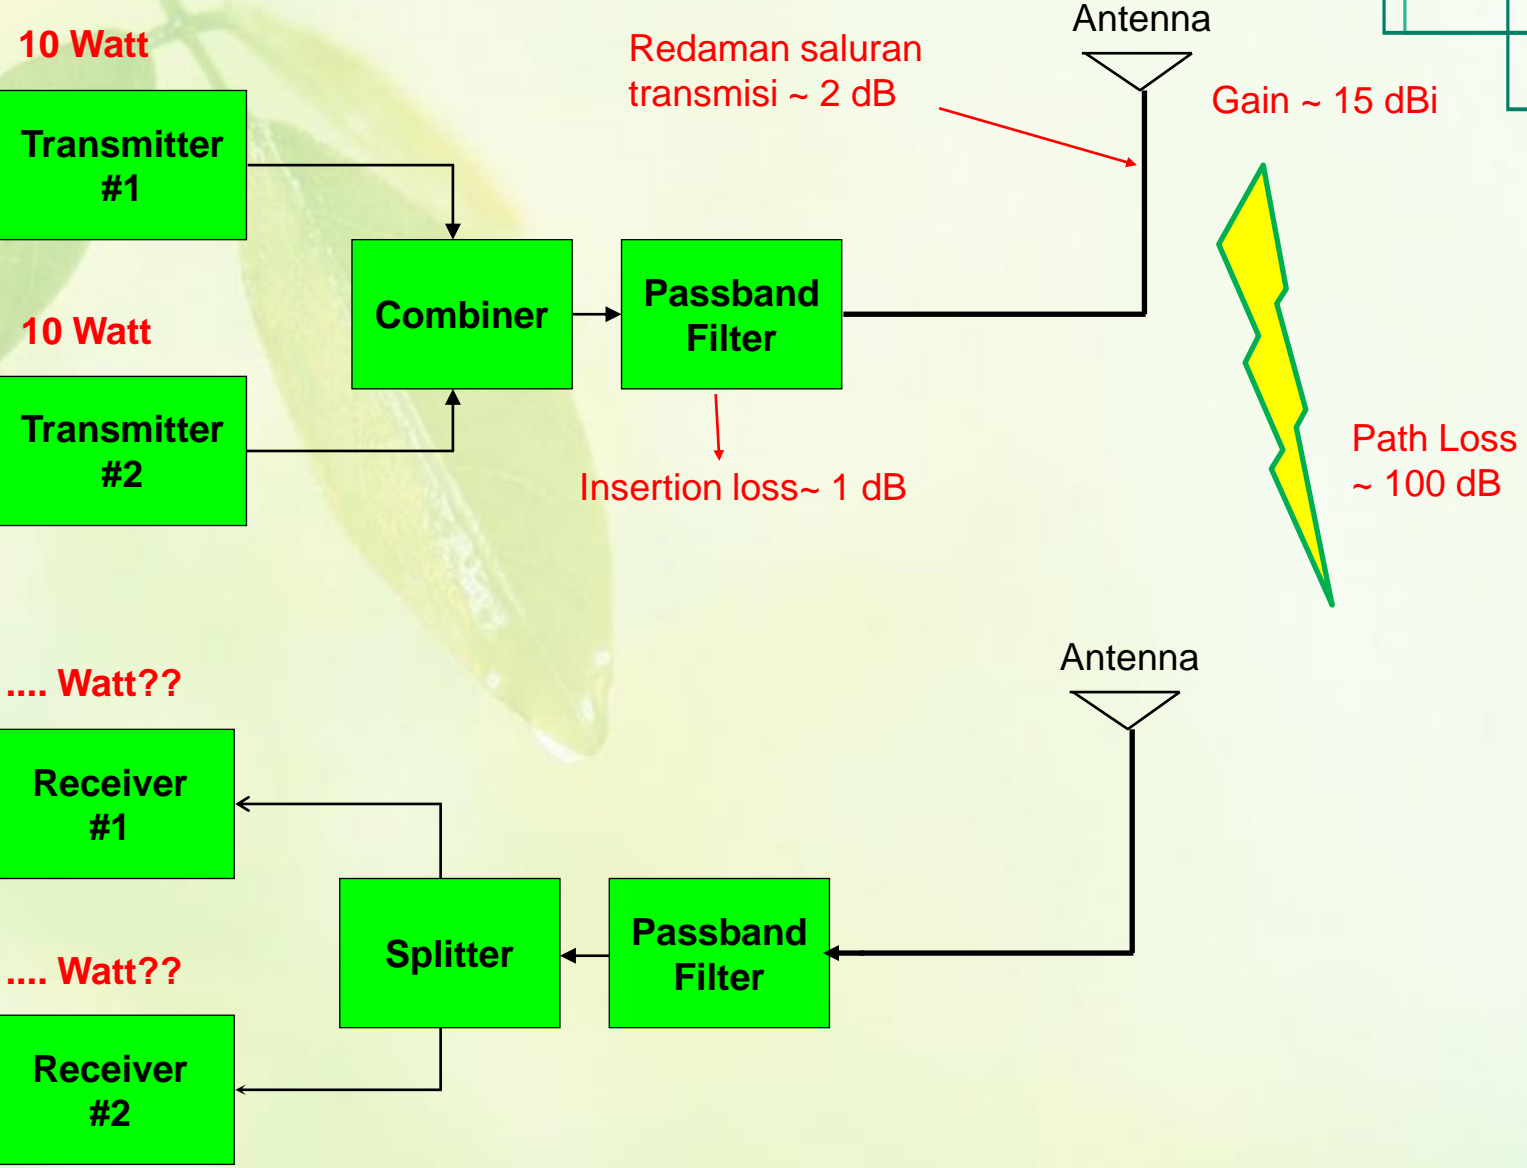 10 Watt
Redaman saluran
transmisi ~ 2 dB
Antenna
Gain ~ 15 dBi
Transmitter
#1
Combiner
Passband
Filter
10 Watt
Transmitter
#2
Insertion loss~ 1 dB
Path Loss
~ 100 dB
Antenna
.... Watt??
Receiver
#1
Splitter
Passband
Filter
.... Watt??
Receiver
#2